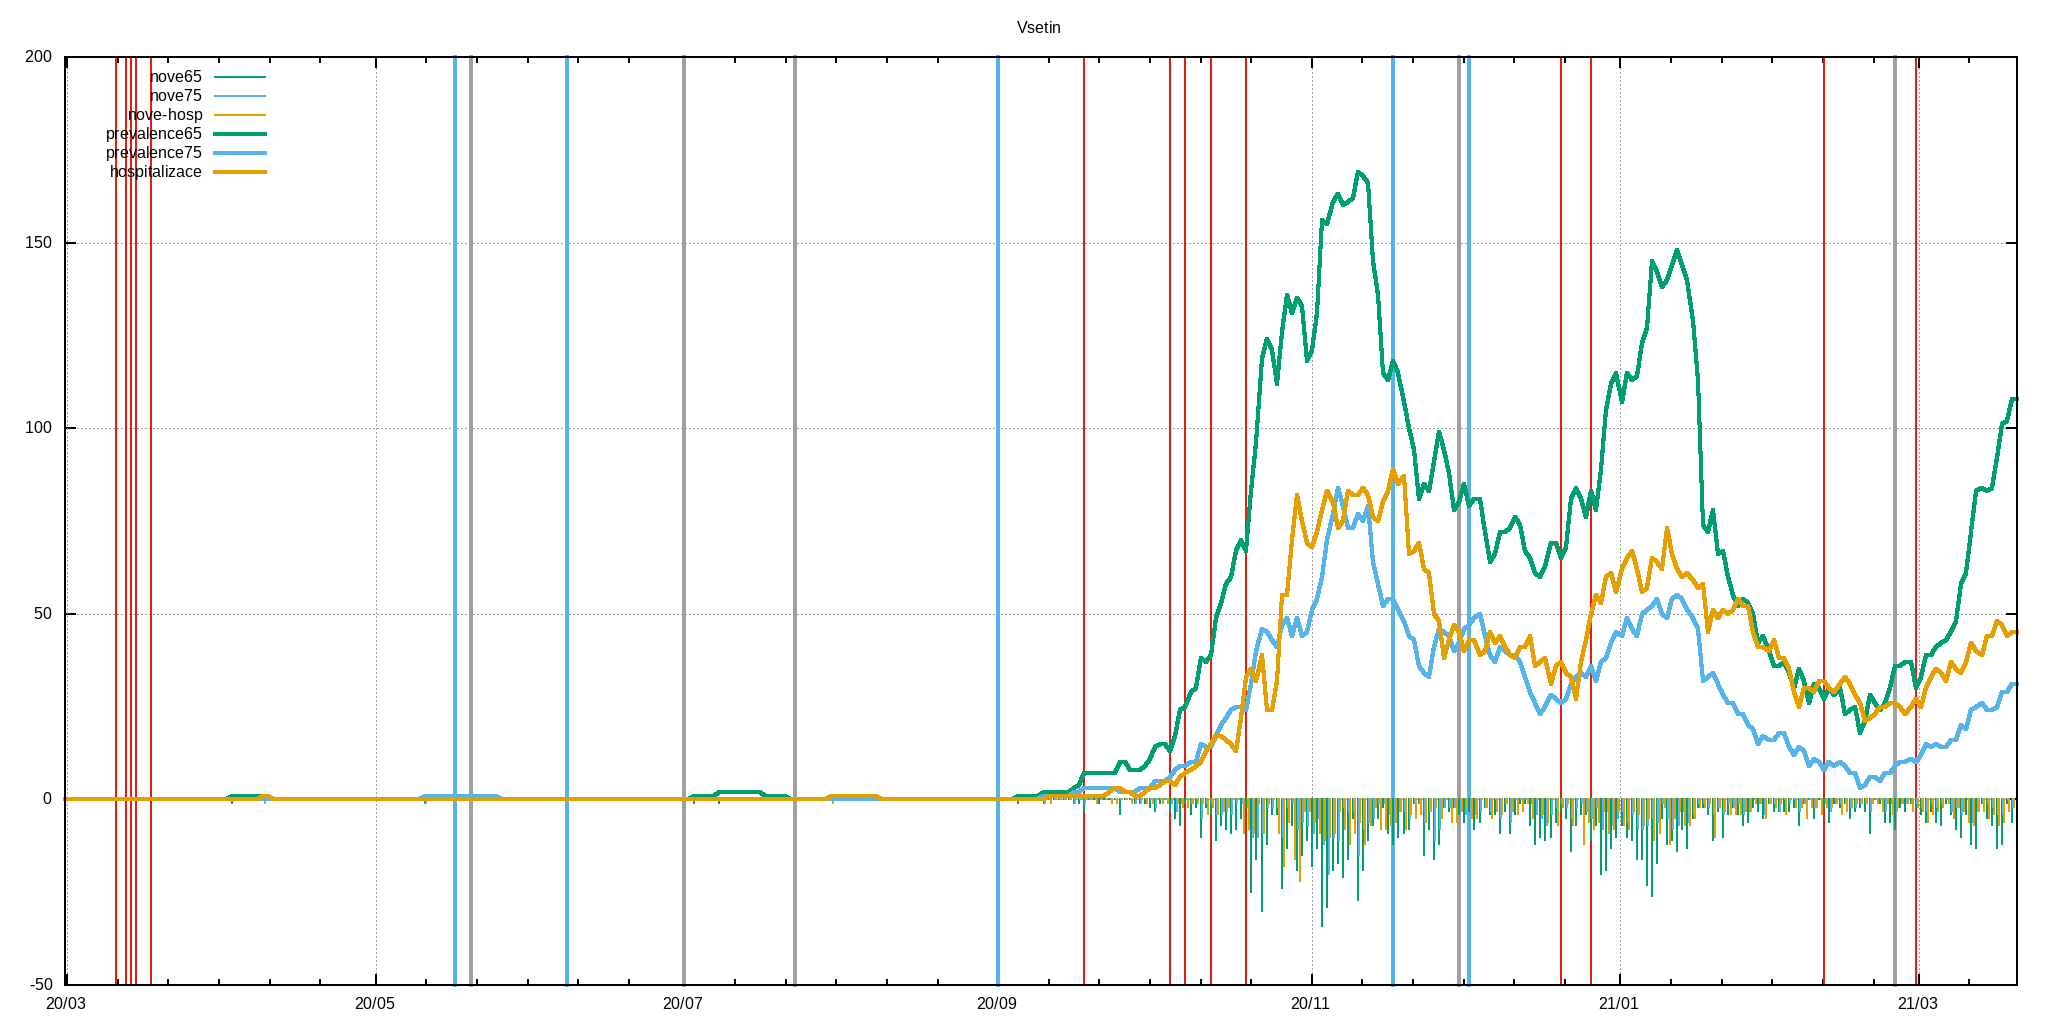 Vsetin
200
nove65
nove75
nove-hosp
prevalence65
prevalence75
hospitalizace
150
100
50
0
-50
20/03 20/05 20/07 20/09 20/11 21/01 21/03